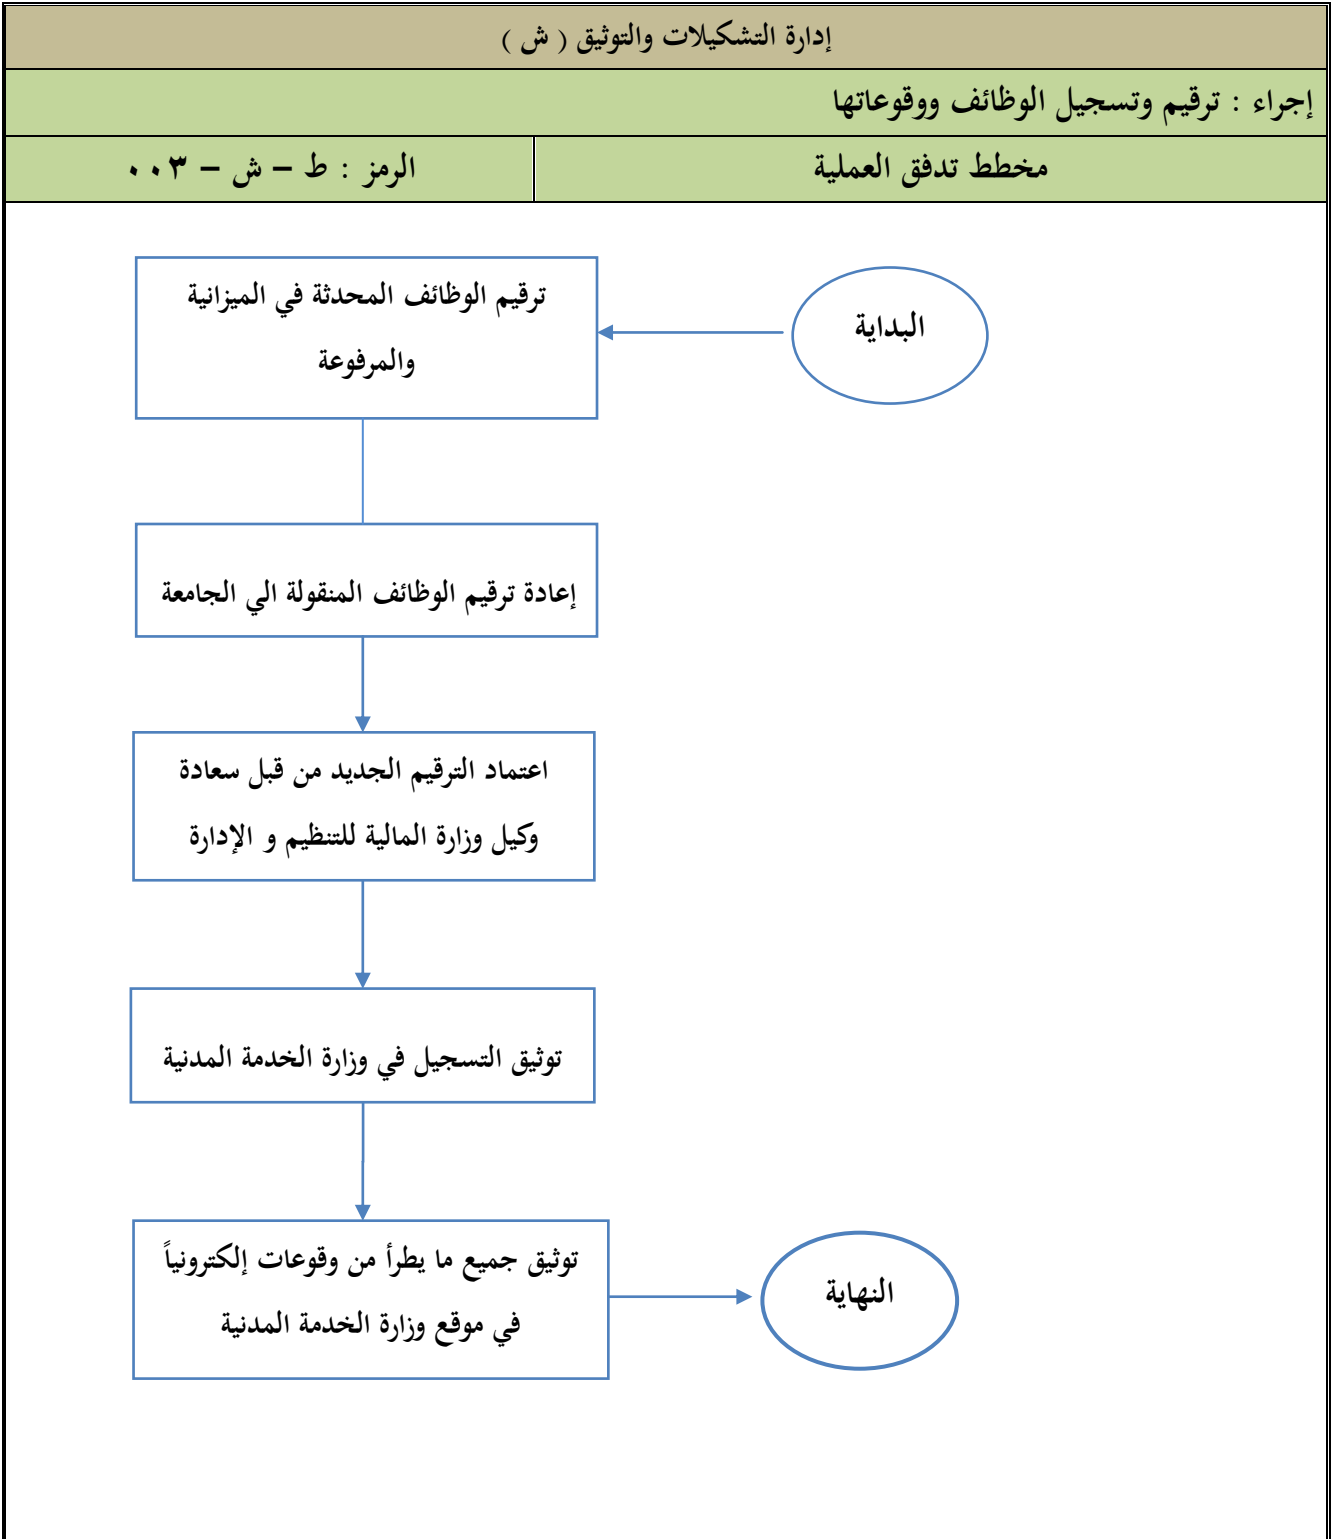 إدارة التشكيلات والتوثيق ( ش )
إجراء : ترقيم وتسجيل الوظائف ووقوعاتها
مخطط تدفق العملية
الرمز : ط – ش – ٠٠٣
البداية
ترقيم الوظائف المحدثة في الميزانية
والمرفوعة
إعادة ترقيم الوظائف المنقولة الي الجامعة
اعتماد الترقيم الجديد من قبل سعادة
وكيل وزارة المالية للتنظيم و الإدارة
توثيق التسجيل في وزارة الخدمة المدنية
توثيق جميع ما يطرأ من وقوعات إلكترونياً
في موقع وزارة الخدمة المدنية
النهاية